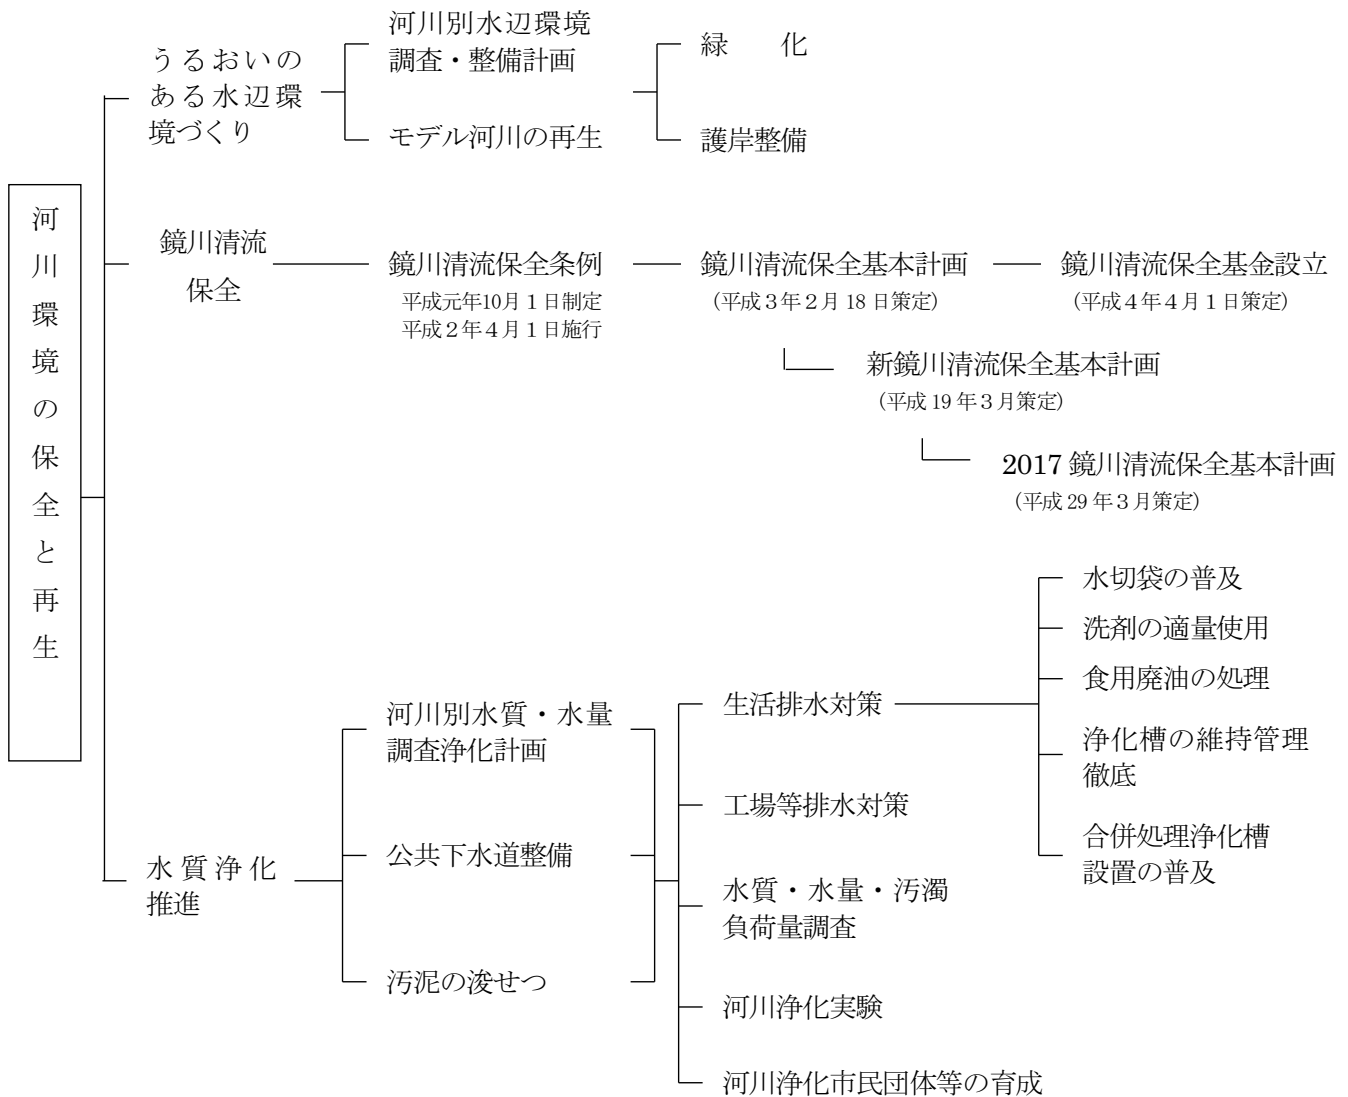 河川環境の保全と再生
うるおいの
ある水辺環
境づくり
河川別水辺環境
調査・整備計画
モデル河川の再生
緑　　化
護岸整備
鏡川清流
保全
鏡川清流保全条例
平成元年10月１日制定
平成２年４月１日施行
鏡川清流保全基本計画
（平成３年２月18日策定）
鏡川清流保全基金設立
（平成４年４月１日策定）
新鏡川清流保全基本計画
（平成19年３月策定）
2017鏡川清流保全基本計画
（平成29年３月策定）
水質浄化
推進
河川別水質・水量
調査浄化計画
公共下水道整備
汚泥の浚せつ
生活排水対策
工場等排水対策
水質・水量・汚濁
負荷量調査
河川浄化実験
河川浄化市民団体等の育成
水切袋の普及
洗剤の適量使用
食用廃油の処理
浄化槽の維持管理
徹底
合併処理浄化槽
設置の普及